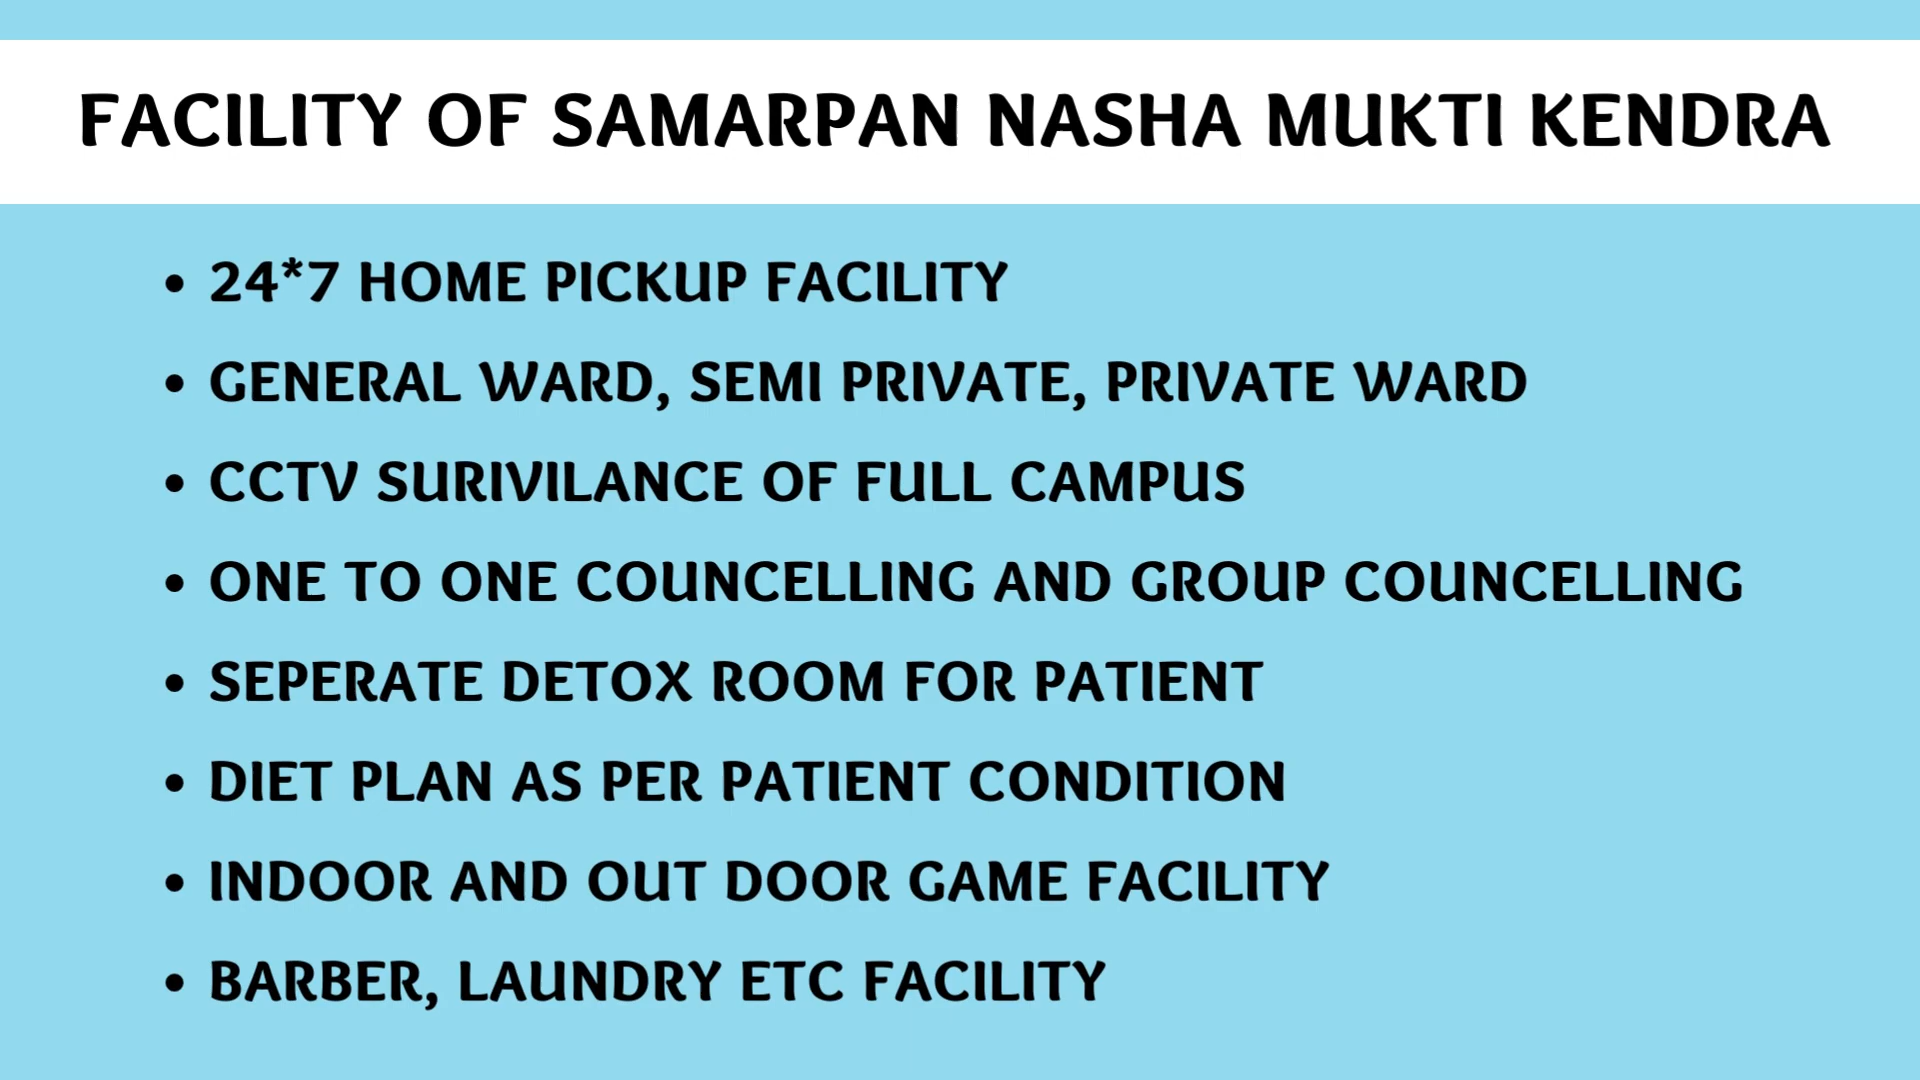 FACILITY OF SAMARPAN NASHA MUKTI KENDRA
• 24*7 HOME PICKUP FACILITY
• GENERAL WARD, SEMI PRIVATE, PRIVATE WARD
• CCTV SURIVILANCE OF FULL CAMPUS
• ONE TO ONE COUNCELLING AND GROUP COUNCELLING
• SEPERATE DETOX ROOM FOR PATIENT
• DIET PLAN AS PER PATIENT CONDITION
• INDOOR AND OUT DOOR GAME FACILITY
• BARBER, LAUNDRY ETC FACILITY